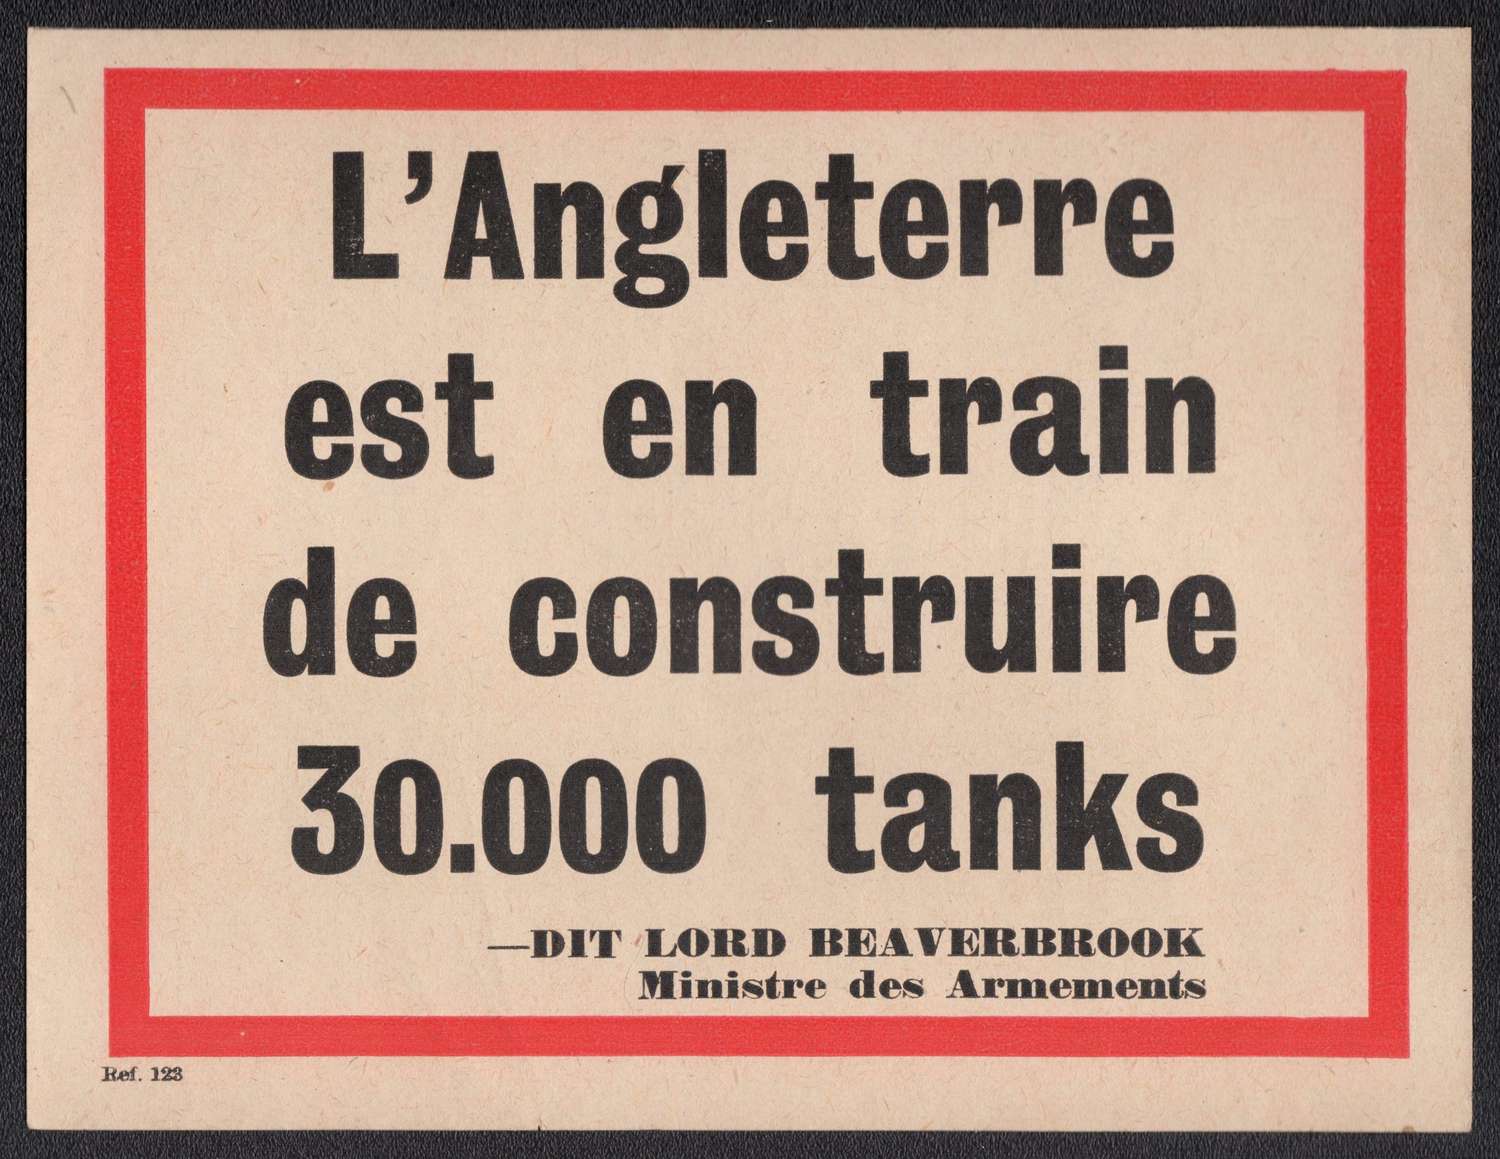 L'Angleterre
est en train
de construire
30.000 tanks
—DIT LORD BEAVERBROOK
Ministre des Armements
Ref. 123